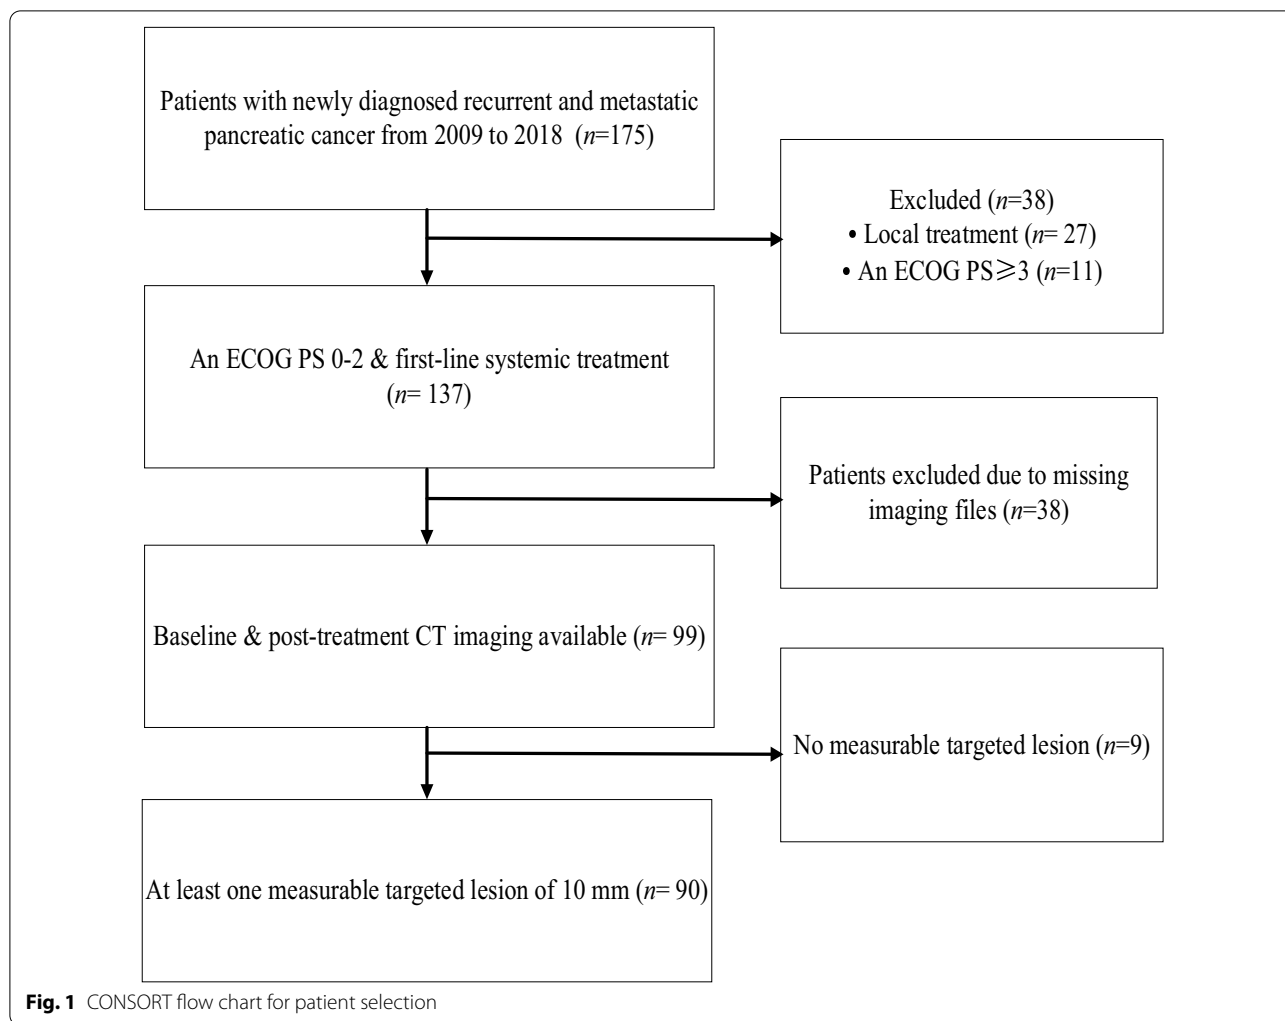 Patients with newly diagnosed recurrent and metastatic
pancreatic cancer from 2009 to 2018 (n=175)
Excluded (n=38)
• Local treatment (n= 27)
• An ECOG PS≥3 (n=11)
An ECOG PS 0-2 & first-line systemic treatment
(n= 137)
Patients excluded due to missing
imaging files (n=38)
Baseline & post-treatment CT imaging available (n= 99)
No measurable targeted lesion (n=9)
At least one measurable targeted lesion of 10 mm (n= 90)
Fig. 1 CONSORT flow chart for patient selection